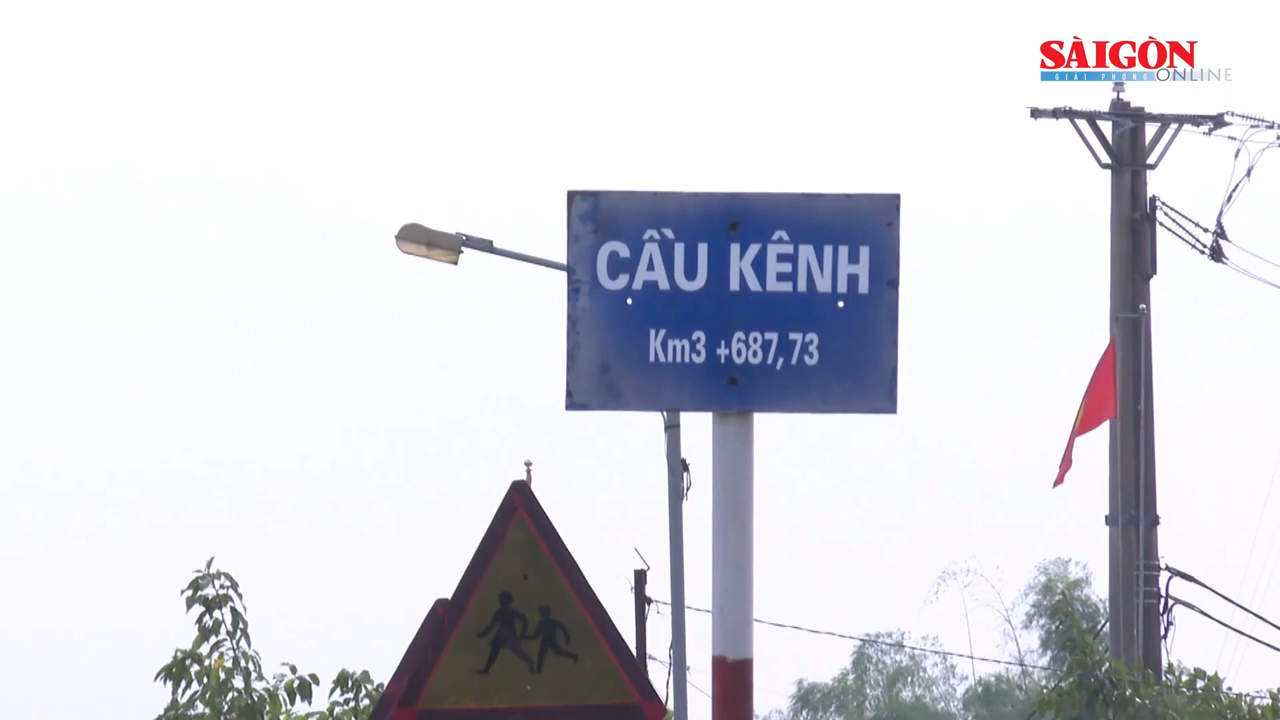 SÀIGÒN
GIẢI PHÓNG ONLINE
CẦU KÊNH
Km3 +687,73